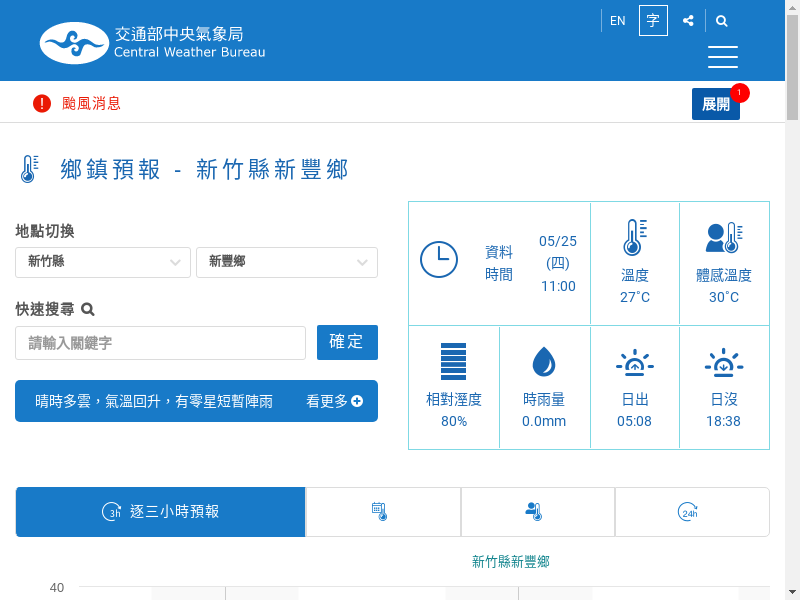 交通部中央氣象局
Central Weather Bureau
EN
字
! 颱風消息
展開
1
鄉鎮預報 - 新竹縣新豐鄉
地點切換
新竹縣
新豐鄉
快速搜尋
請輸入關鍵字
確定
晴時多雲，氣溫回升，有零星短暫陣雨
看更多
資料
時間
05/25
(四)
11:00
溫度
27˚C
體感溫度
30˚C
相對溼度
80%
時雨量
0.0mm
日出
05:08
日沒
18:38
3h 逐三小時預報
24h
新竹縣新豐鄉
40